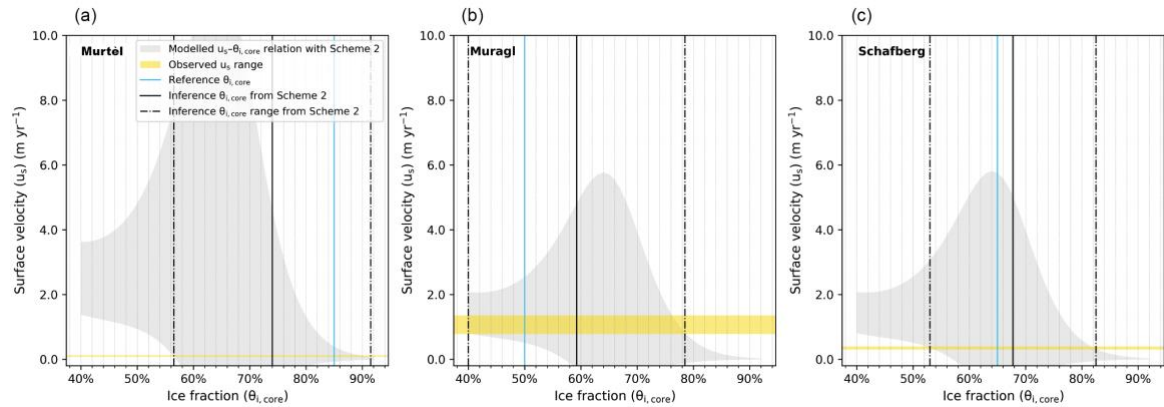 (a)
(b)
(c)
Murtèl
Modelled uₛ-θi,core relation with Scheme 2
Observed uₛ range
Reference θi,core
Inference θi,core from Scheme 2
Inference θi,core range from Scheme 2
Surface velocity (uₛ) (m yr⁻¹)
10.0
8.0
6.0
4.0
2.0
0.0
40% 50% 60% 70% 80% 90%
Ice fraction (θi,core)
Muragl
Surface velocity (uₛ) (m yr⁻¹)
10.0
8.0
6.0
4.0
2.0
0.0
40% 50% 60% 70% 80% 90%
Ice fraction (θi,core)
Schafberg
Surface velocity (uₛ) (m yr⁻¹)
10.0
8.0
6.0
4.0
2.0
0.0
40% 50% 60% 70% 80% 90%
Ice fraction (θi,core)